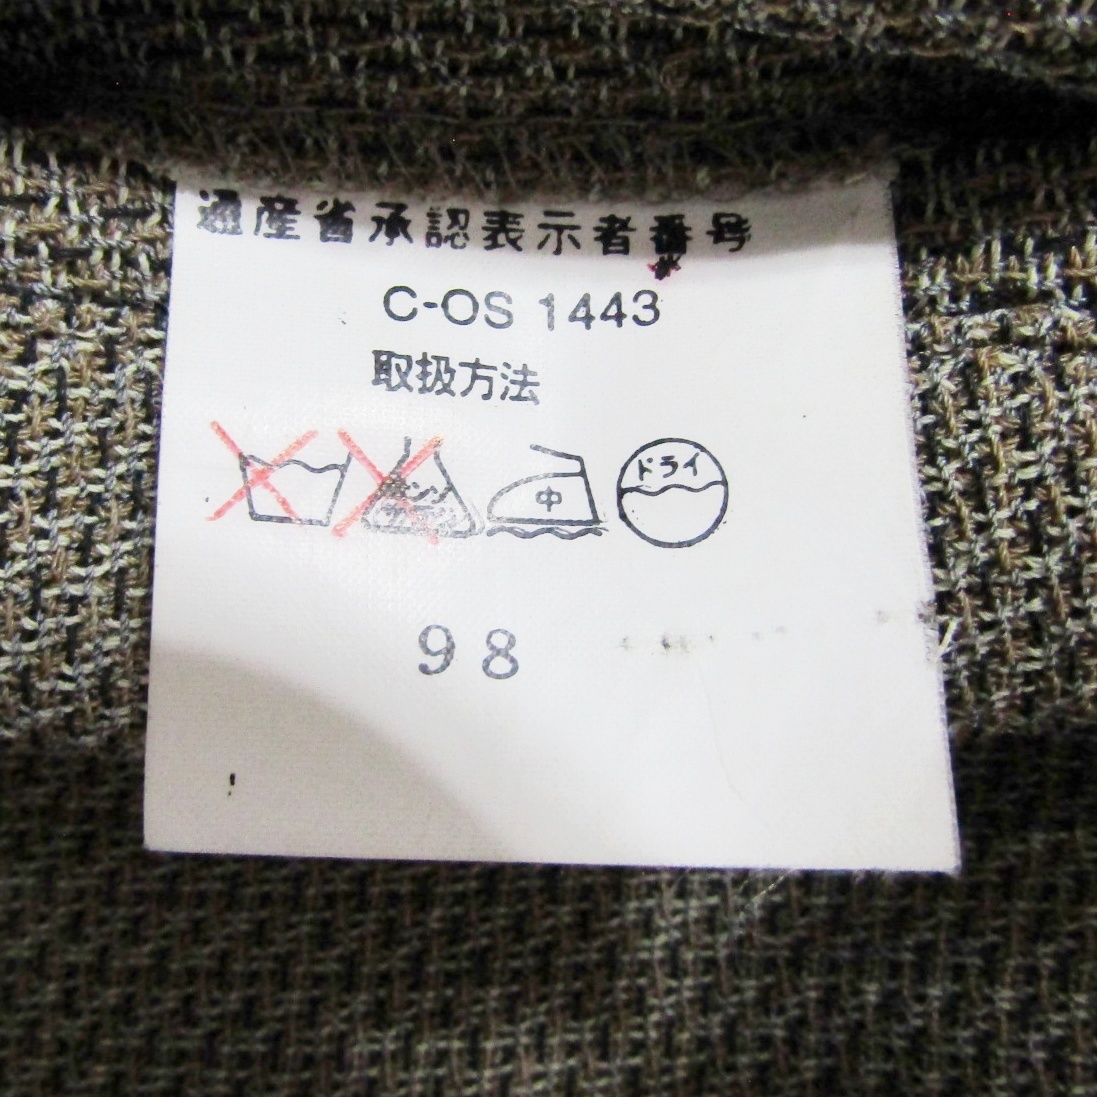 通産省承認表示者番号
C-OS 1443
取扱方法
中 ドライ
98